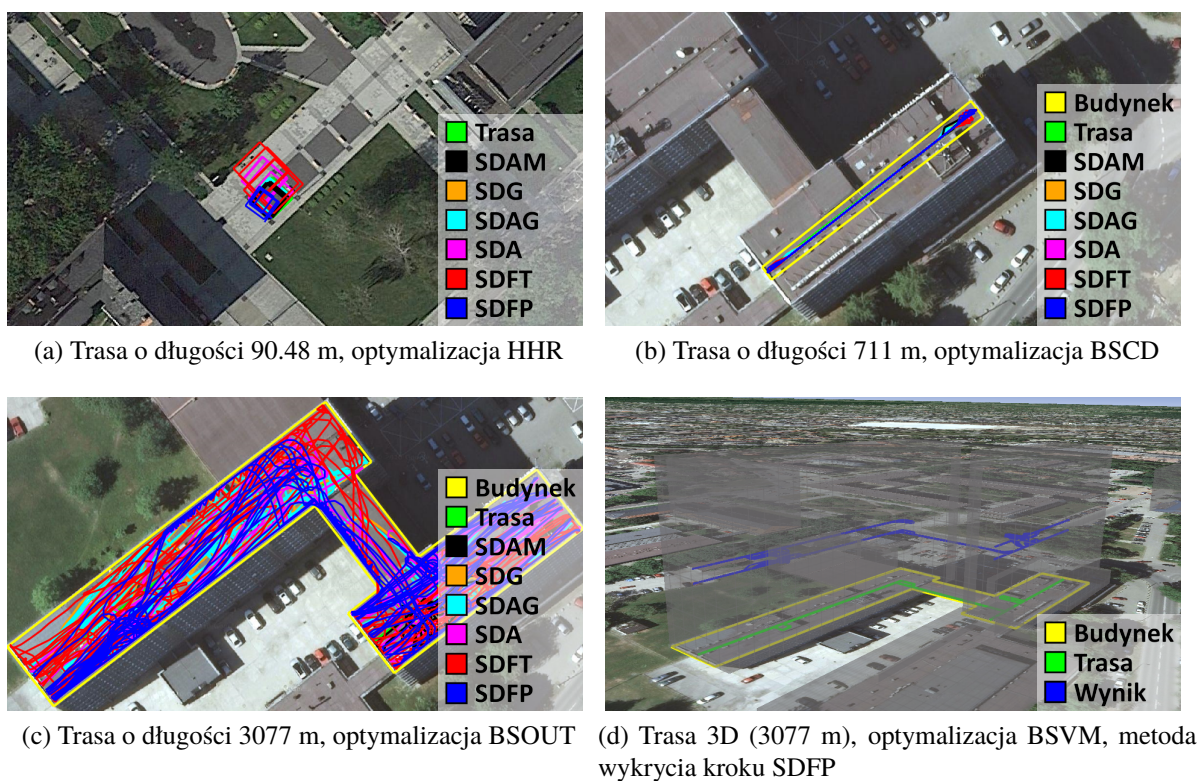 Trasa
SDAM
SDG
SDAG
SDA
SDFT
SDFP
(a) Trasa o długości 90.48 m, optymalizacja HHR
Budynek
Trasa
SDAM
SDG
SDAG
SDA
SDFT
SDFP
(b) Trasa o długości 711 m, optymalizacja BSCD
Budynek
Trasa
SDAM
SDG
SDAG
SDA
SDFT
SDFP
(c) Trasa o długości 3077 m, optymalizacja BSOUT
Budynek
Trasa
Wynik
(d) Trasa 3D (3077 m), optymalizacja BSVM, metoda
wykrycia kroku SDFP